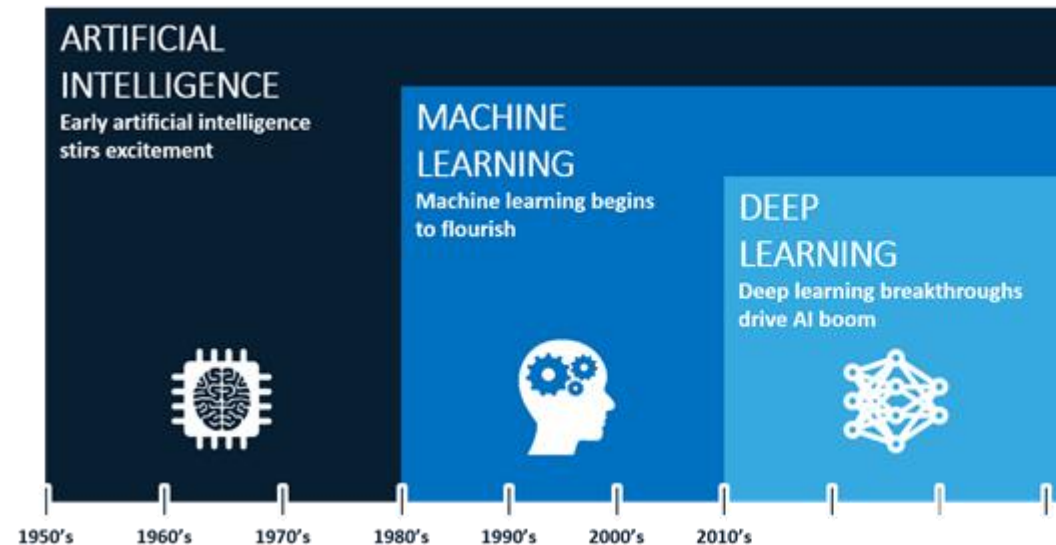 ARTIFICIAL
INTELLIGENCE
Early artificial intelligence
stirs excitement
MACHINE
LEARNING
Machine learning begins
to flourish
DEEP
LEARNING
Deep learning breakthroughs
drive AI boom
1950's 1960's 1970's 1980's 1990's 2000's 2010's